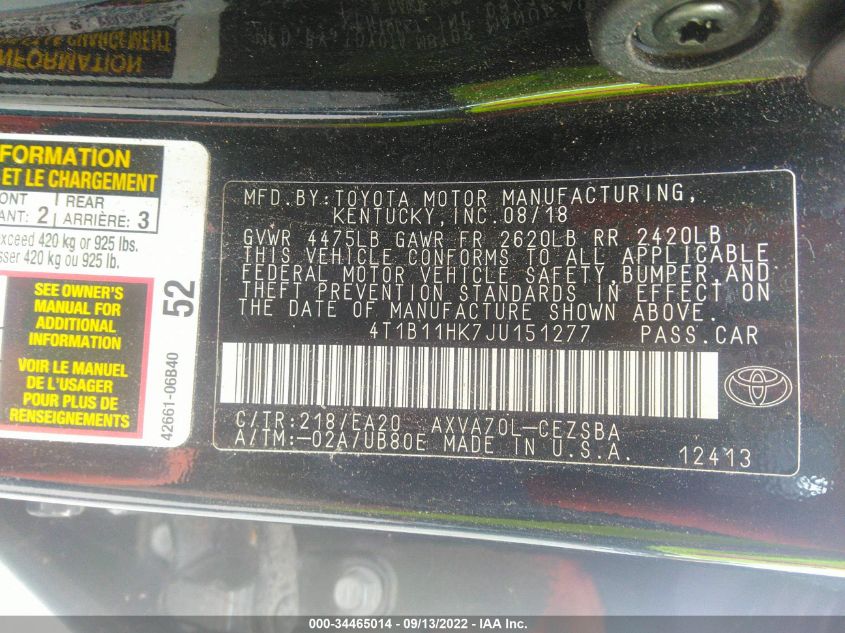 INFORMATION
FORMATION
ET LE CHARGEMENT
ONT | REAR
ANT: 2 | ARRIÈRE: 3
exceed 420 kg or 925 lbs.
sser 420 kg ou 925 lb.
SEE OWNER'S
MANUAL FOR
ADDITIONAL
INFORMATION
VOIR LE MANUEL
DE L'USAGER
POUR PLUS DE
RENSEIGNEMENTS
52
42661-06B40
MFD.BY:TOYOTA MOTOR MANUFACTURING,
KENTUCKY,INC.08/18
GVWR 4475LB GAWR FR 2620LB RR 2420LB
THIS VEHICLE CONFORMS TO ALL APPLICABLE
FEDERAL MOTOR VEHICLE SAFETY,BUMPER,AND
THEFT PREVENTION STANDARDS IN EFFECT ON
THE DATE OF MANUFACTURE SHOWN ABOVE.
4T1B11HK7JU151277 PASS.CAR
C/TR:218/EA20 AXVA70L-CEZSBA
A/TM:-02A/UB80E MADE IN U.S.A.
12413
000-34465014 - 09/13/2022 - IAA Inc.